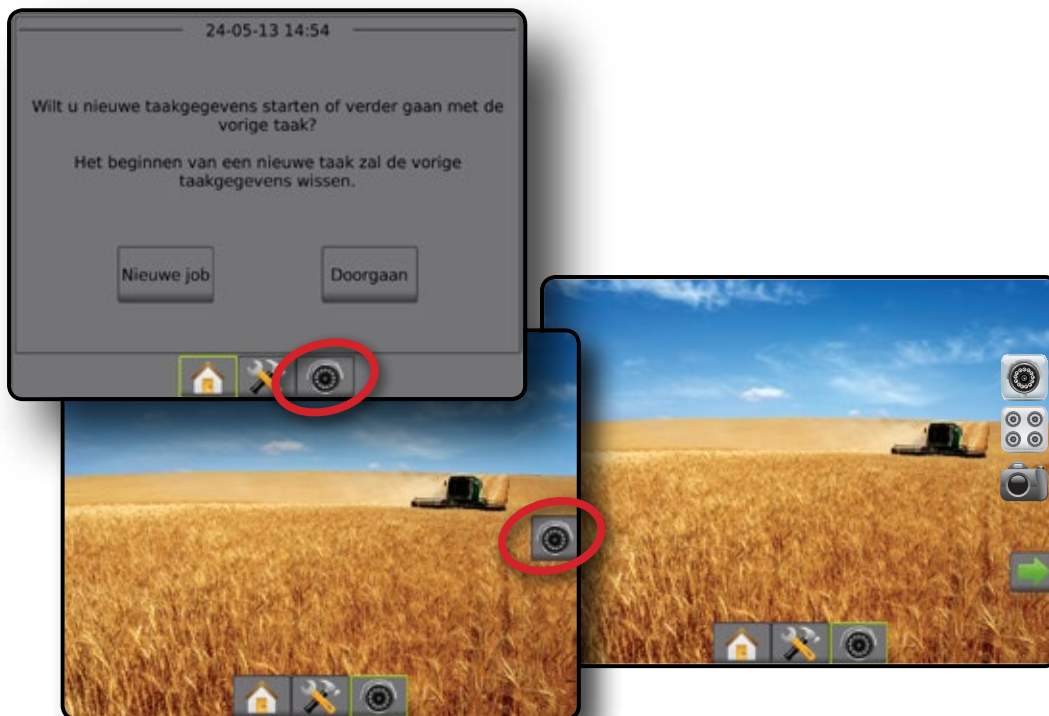 24-05-13 14:54
Wilt u nieuwe taakgegevens starten of verder gaan met de
vorige taak?
Het beginnen van een nieuwe taak zal de vorige
taakgegevens wissen.
Nieuwe job
Doorgaan